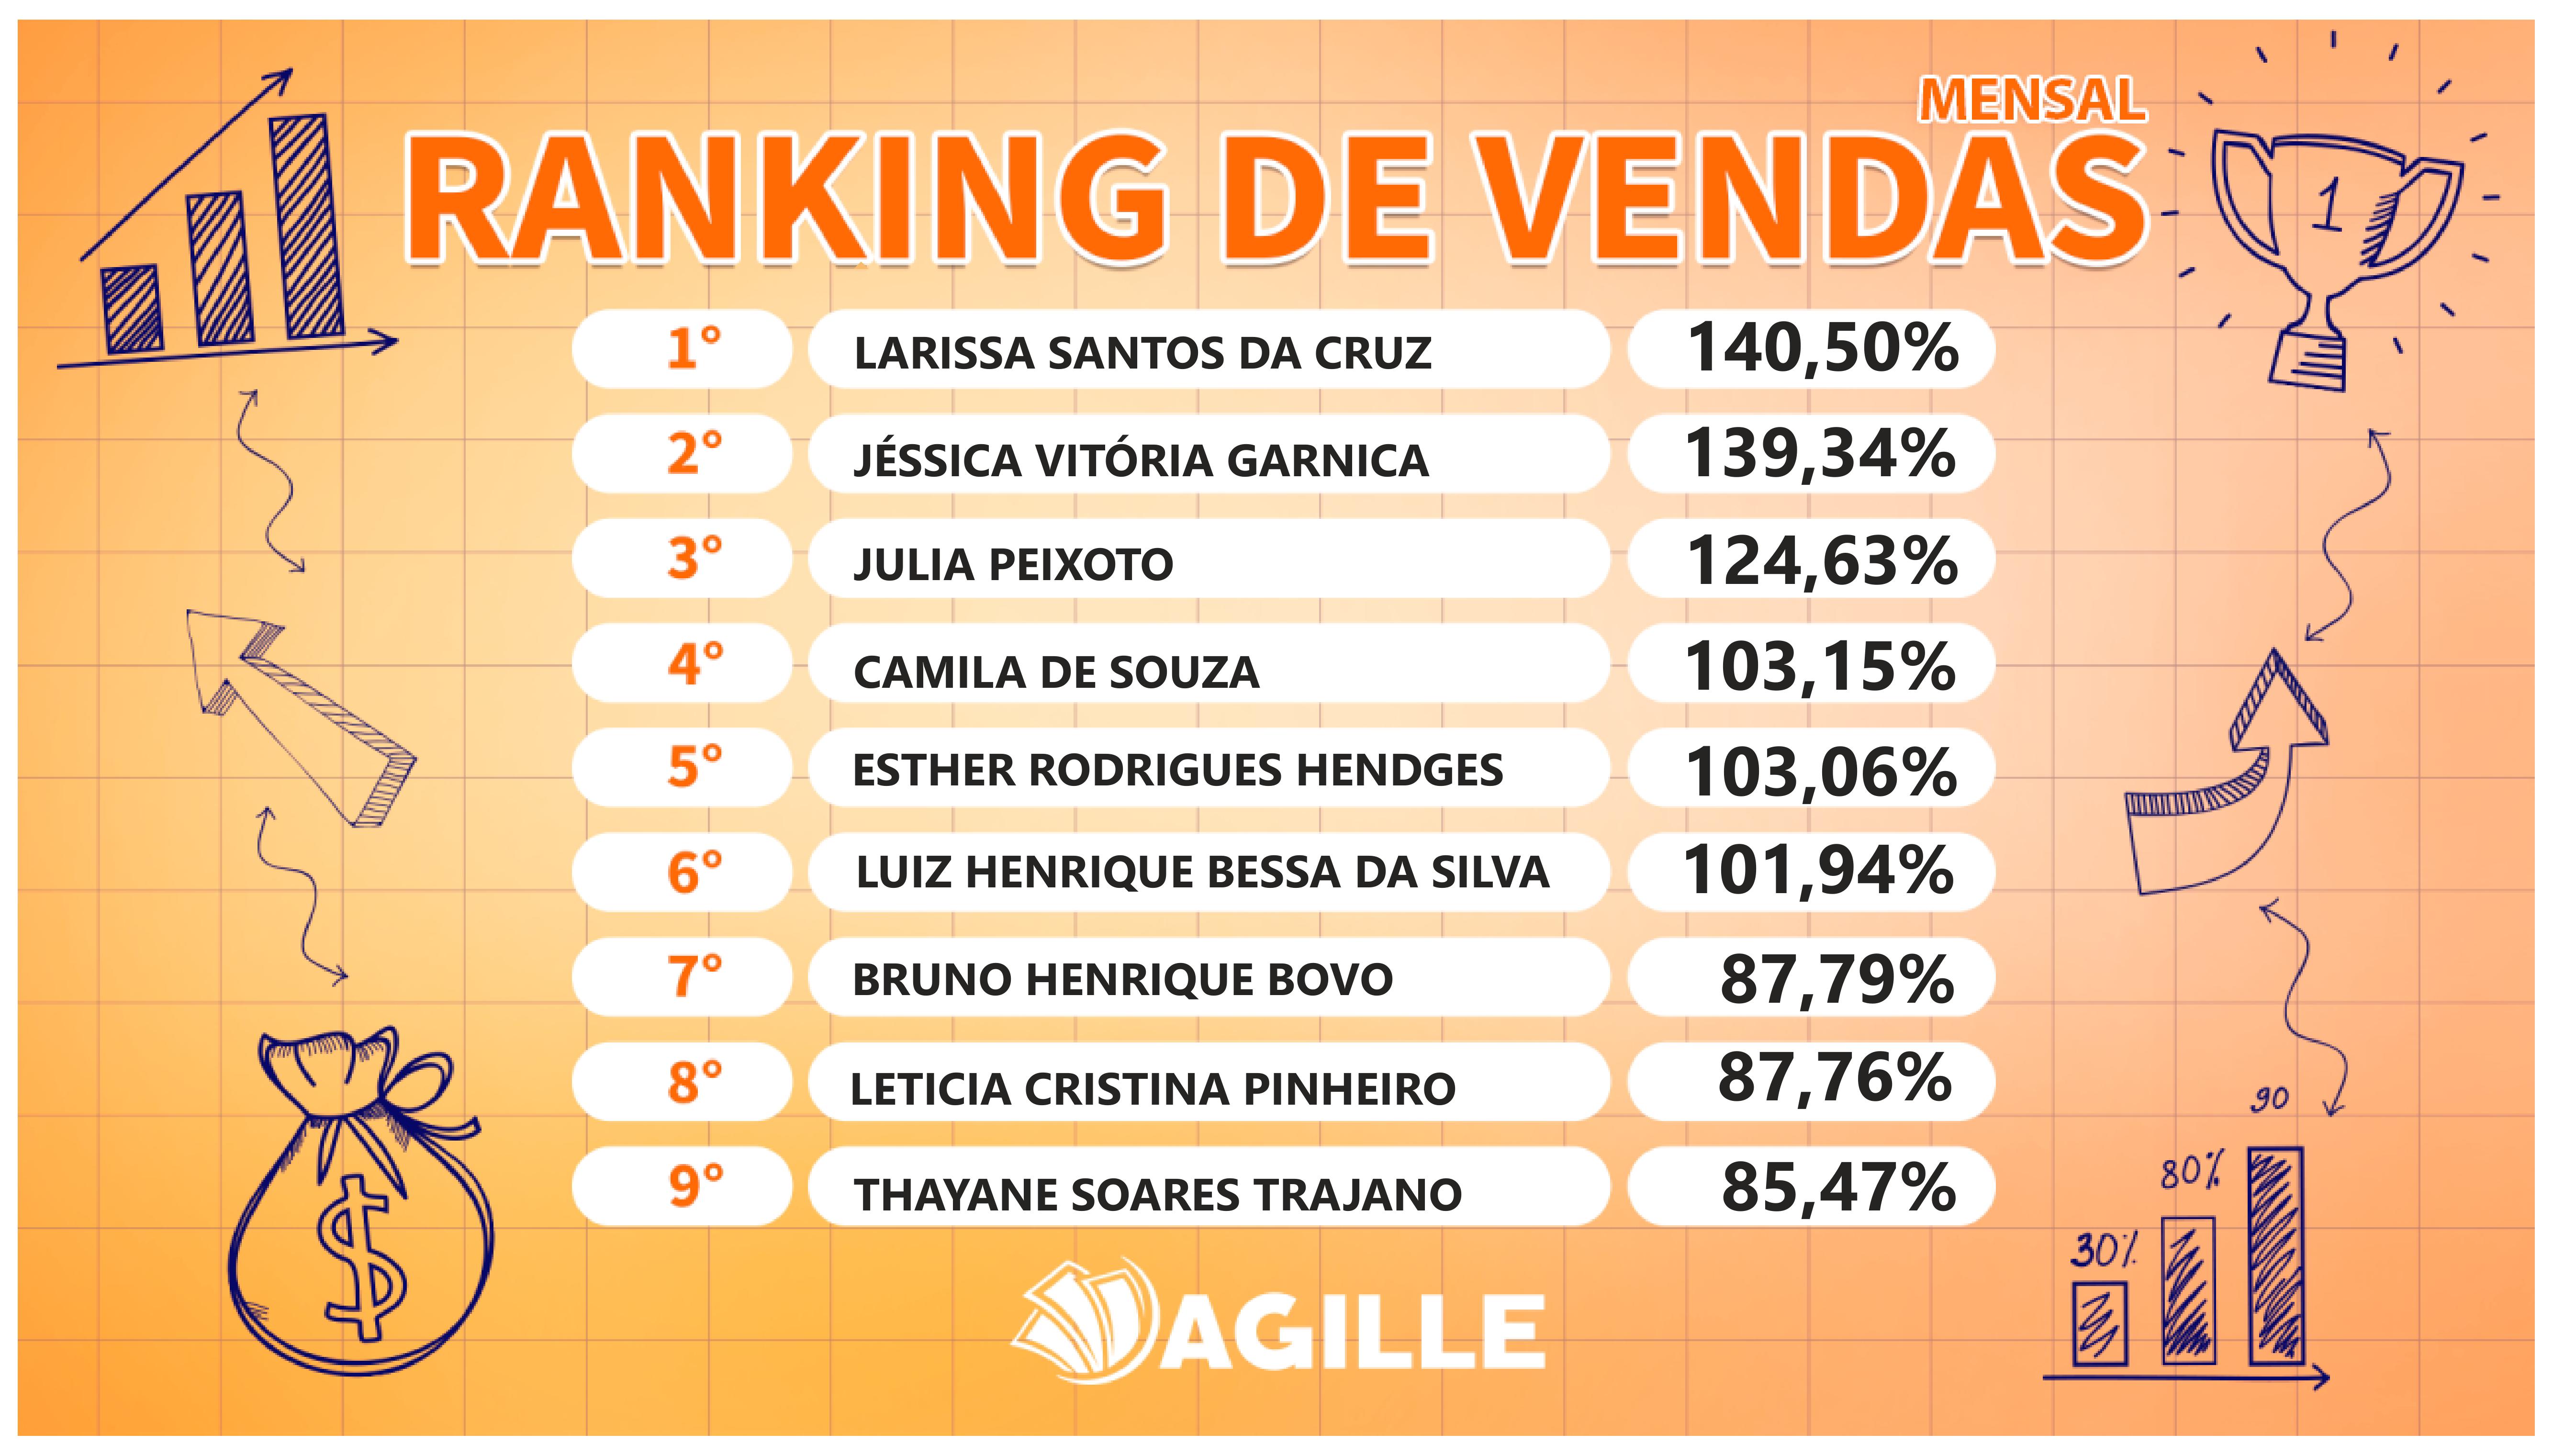 MENSAL
RANKING DE VENDAS
1
1° LARISSA SANTOS DA CRUZ 140,50%
2° JÉSSICA VITÓRIA GARNICA 139,34%
3° JULIA PEIXOTO 124,63%
4° CAMILA DE SOUZA 103,15%
5° ESTHER RODRIGUES HENDGES 103,06%
6° LUIZ HENRIQUE BESSA DA SILVA 101,94%
7° BRUNO HENRIQUE BOVO 87,79%
8° LETICIA CRISTINA PINHEIRO 87,76%
9° THAYANE SOARES TRAJANO 85,47%
$
90
80%
30%
AGILLE